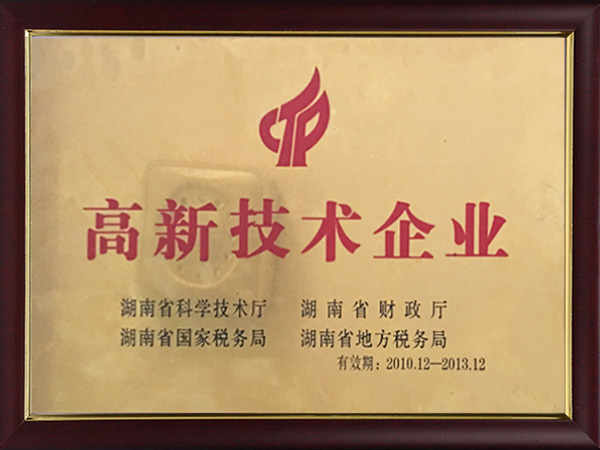 CTP
高新技术企业
湖南省科学技术厅 湖南省财政厅
湖南省国家税务局 湖南省地方税务局
有效期：2010.12—2013.12